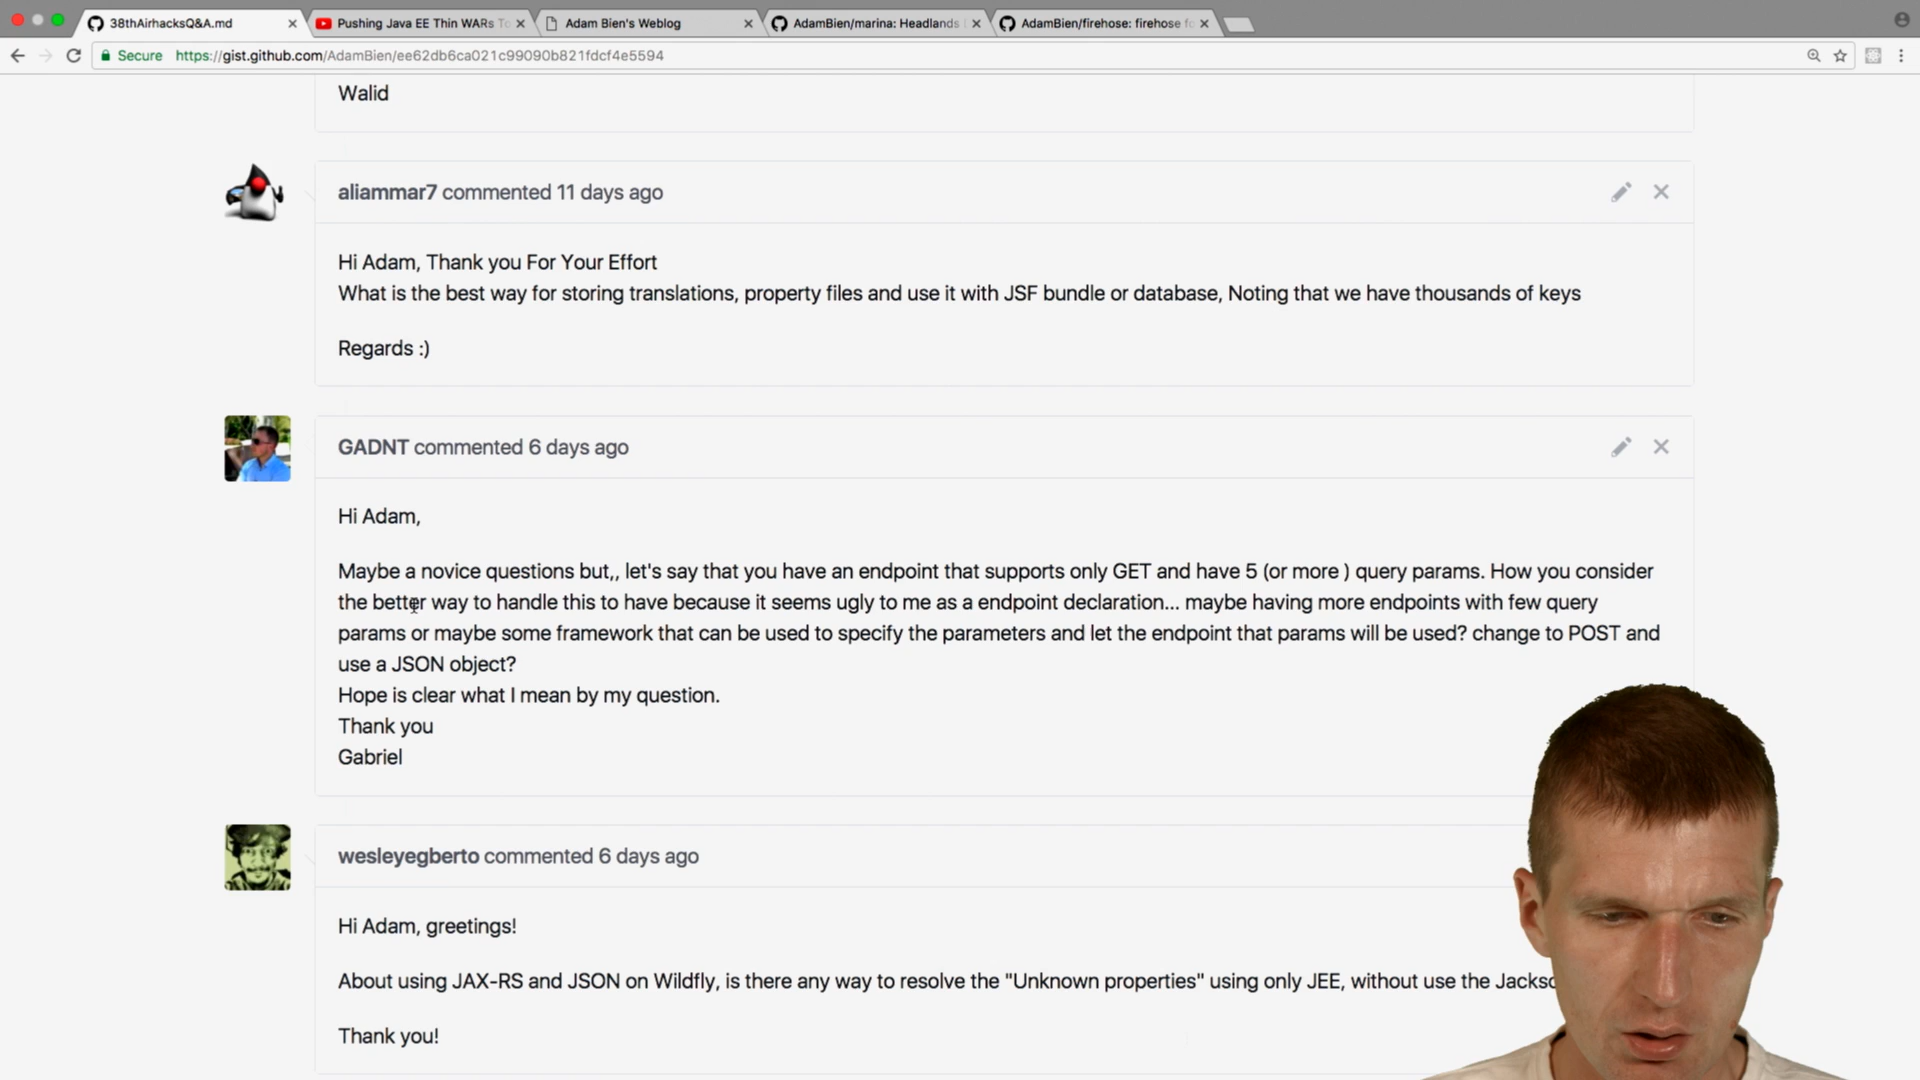 38thAirhacksQ&A.md
Pushing Java EE Thin WARs To
Adam Bien's Weblog
AdamBien/marina: Headlands
AdamBien/firehose: firehose fo
Secure https://gist.github.com/AdamBien/ee62db6ca021c99090b821fdcf4e5594
Walid
aliammar7 commented 11 days ago
Hi Adam, Thank you For Your Effort
What is the best way for storing translations, property files and use it with JSF bundle or database, Noting that we have thousands of keys
Regards :)
GADNT commented 6 days ago
Hi Adam,
Maybe a novice questions but,, let's say that you have an endpoint that supports only GET and have 5 (or more ) query params. How you consider
the better way to handle this to have because it seems ugly to me as a endpoint declaration... maybe having more endpoints with few query
params or maybe some framework that can be used to specify the parameters and let the endpoint that params will be used? change to POST and
use a JSON object?
Hope is clear what I mean by my question.
Thank you
Gabriel
wesleyegberto commented 6 days ago
Hi Adam, greetings!
About using JAX-RS and JSON on Wildfly, is there any way to resolve the "Unknown properties" using only JEE, without use the Jackso
Thank you!